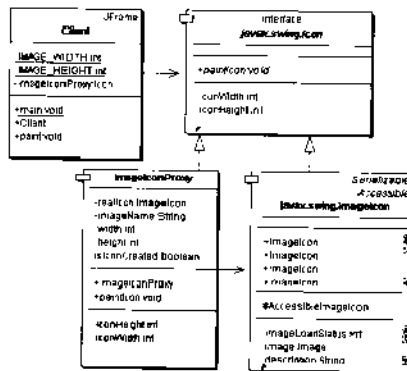 JFrame
Client
IMAGE_WIDTH int
IMAGE_HEIGHT int
-imageIconProxy Icon
+main void
+Client
+paint void
interface
javax.swing.Icon
+paintIcon void
iconWidth int
iconHeight int
ImageIconProxy
-realIcon ImageIcon
-imageName String
width int
height int
isIconCreated boolean
+imageIconProxy
+paintIcon void
iconHeight int
iconWidth int
Serializable
Accessible
javax.swing.ImageIcon
+ImageIcon
+ImageIcon
+ImageIcon
+ImageIcon
#AccessibleImageIcon
imageLoadStatus int
image Image
description String